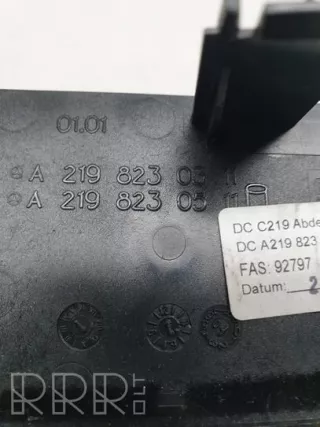 01.01
A 219 823 05 11
A 219 823 05 11
DC C219 Abde
DC A219 823
FAS: 92797
Datum: 2
RRR.LT